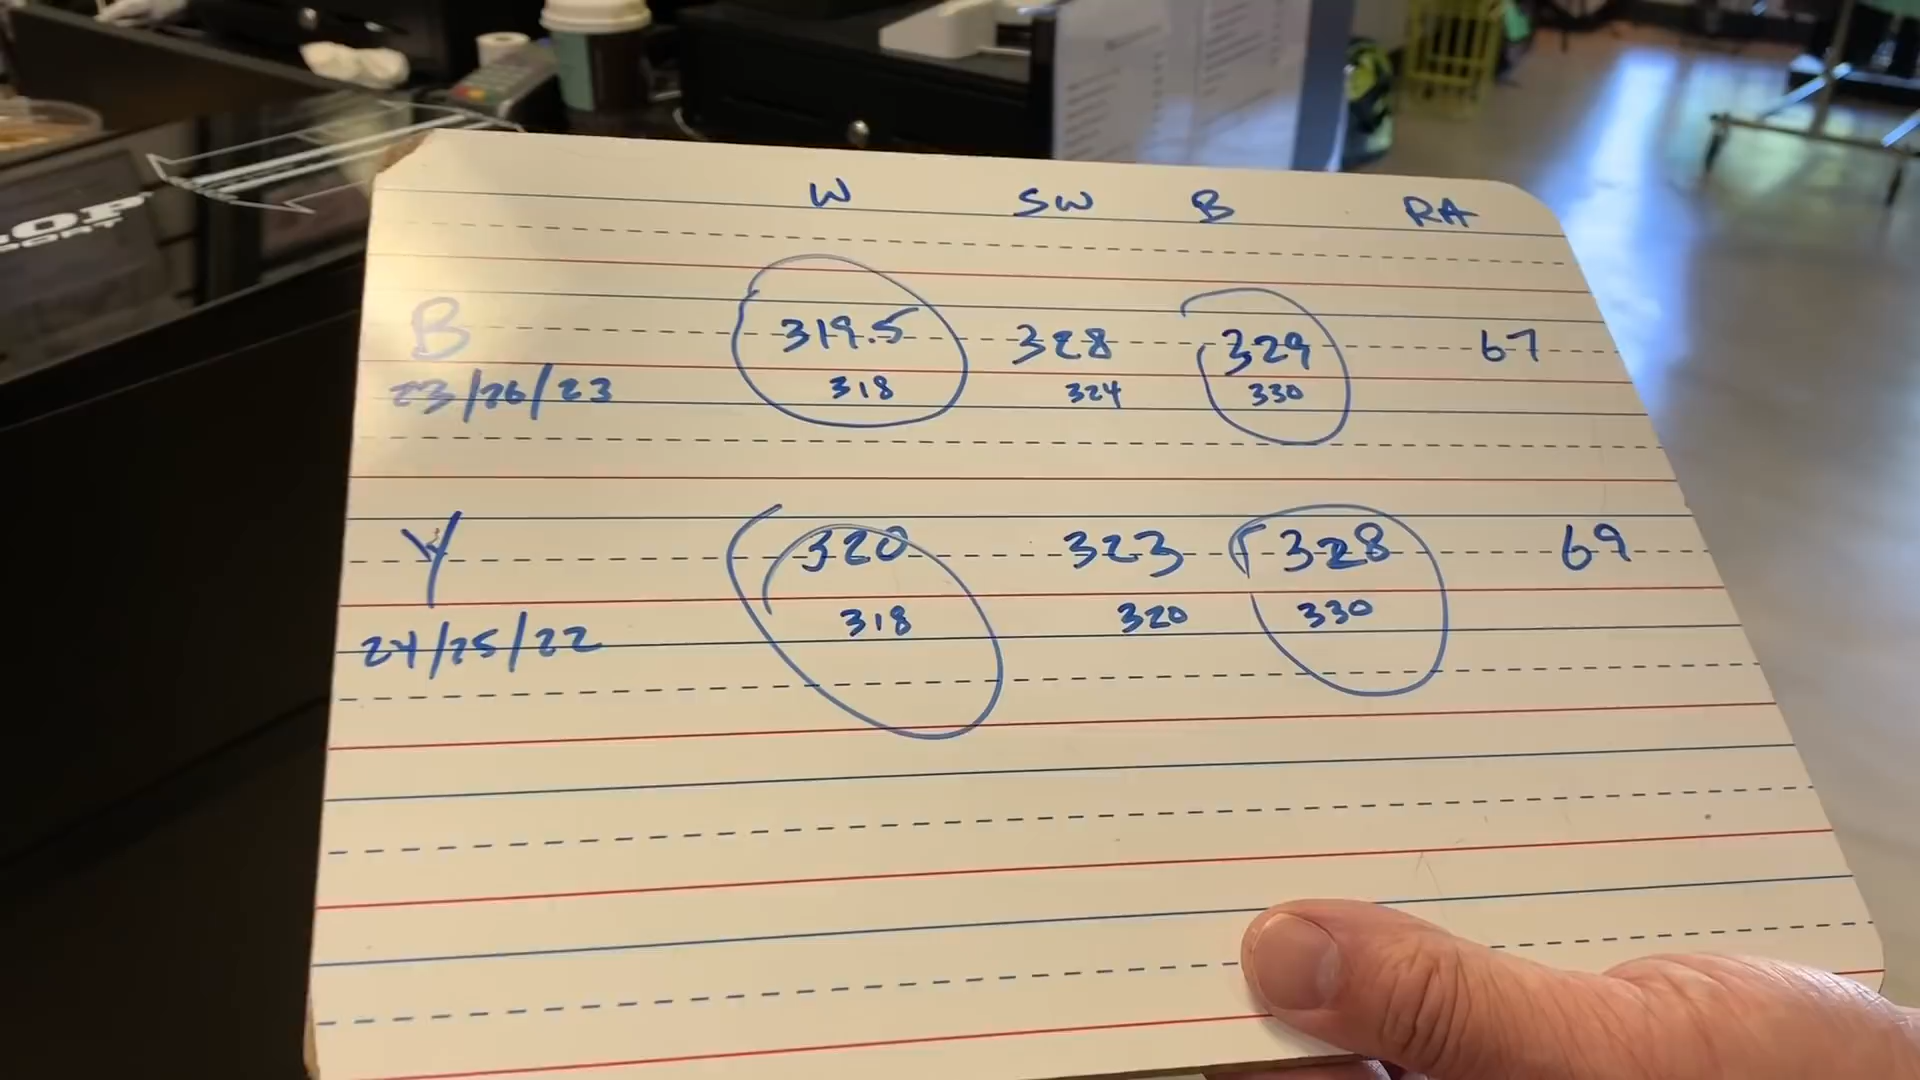 W SW B RA
B 319.5 328 329 67
23/26/23 318 324 330
Y 320 323 328 69
24/25/22 318 320 330